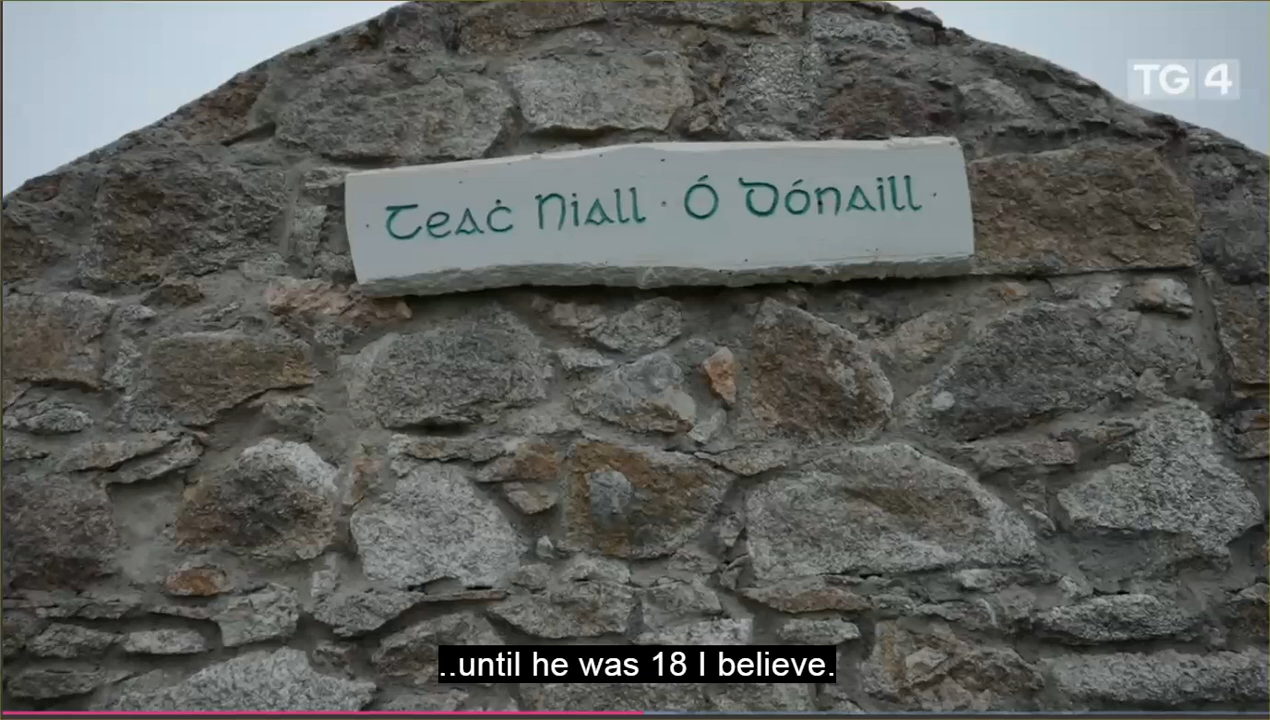 TG4
Teaċ Niall · Ó Dónaill ·
..until he was 18 I believe.